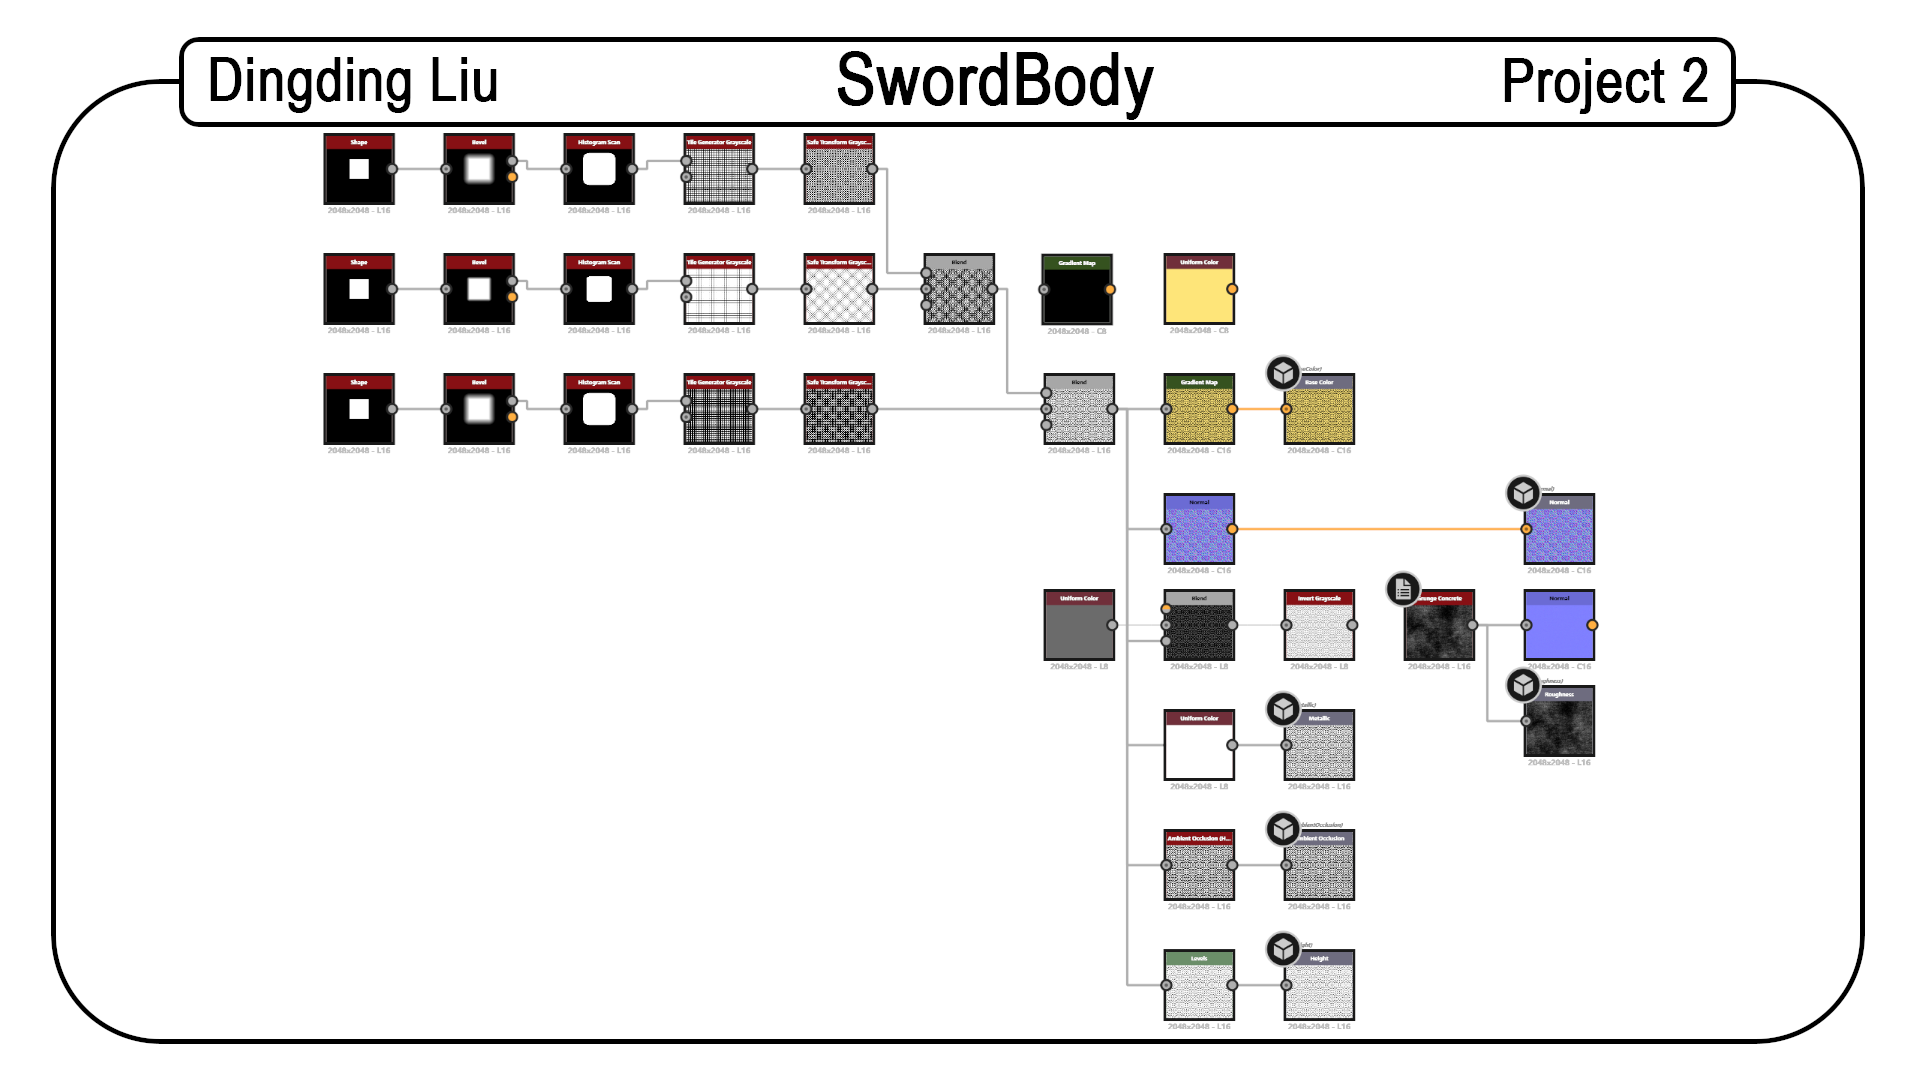 Dingding Liu
SwordBody
Project 2
Shape
Bevel
Histogram Scan
Tile Generator Grayscale
Safe Transform Graysc...
2048x2048 - L16
2048x2048 - L16
2048x2048 - L16
2048x2048 - L16
2048x2048 - L16
Shape
Bevel
Histogram Scan
Tile Generator Grayscale
Safe Transform Graysc...
Blend
Gradient Map
Uniform Color
2048x2048 - L16
2048x2048 - L16
2048x2048 - L16
2048x2048 - L16
2048x2048 - L16
2048x2048 - L16
2048x2048 - C8
2048x2048 - C8
Shape
Bevel
Histogram Scan
Tile Generator Grayscale
Safe Transform Graysc...
Blend
Gradient Map
Base Color
2048x2048 - L16
2048x2048 - L16
2048x2048 - L16
2048x2048 - L16
2048x2048 - L16
2048x2048 - L16
2048x2048 - C16
2048x2048 - C16
Normal
Normal
2048x2048 - C16
2048x2048 - C16
Uniform Color
Blend
Invert Grayscale
Concrete
Normal
2048x2048 - L8
2048x2048 - L8
2048x2048 - L8
2048x2048 - L16
2048x2048 - C16
Roughness
2048x2048 - L16
Uniform Color
Metallic
2048x2048 - L8
2048x2048 - L16
Ambient Occlusion (H...
Occlusion
2048x2048 - L16
2048x2048 - L16
Levels
Height
2048x2048 - L16
2048x2048 - L16